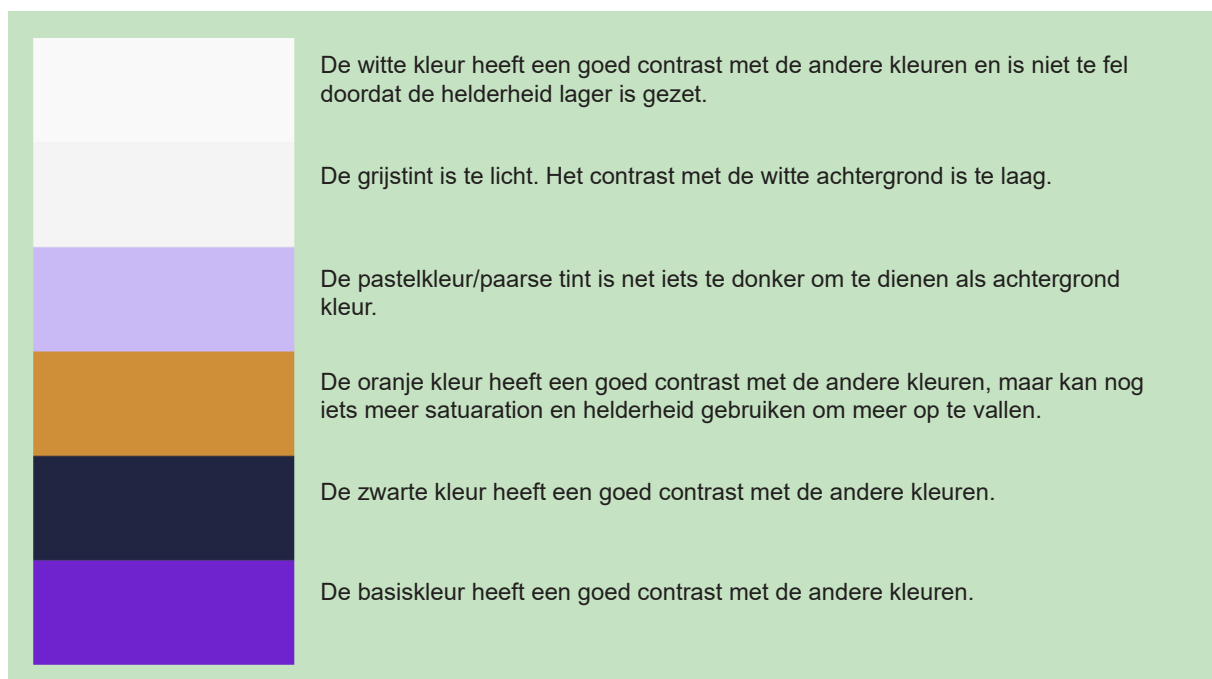 De witte kleur heeft een goed contrast met de andere kleuren en is niet te fel
doordat de helderheid lager is gezet.
De grijstint is te licht. Het contrast met de witte achtergrond is te laag.
De pastelkleur/paarse tint is net iets te donker om te dienen als achtergrond
kleur.
De oranje kleur heeft een goed contrast met de andere kleuren, maar kan nog
iets meer satuaration en helderheid gebruiken om meer op te vallen.
De zwarte kleur heeft een goed contrast met de andere kleuren.
De basiskleur heeft een goed contrast met de andere kleuren.